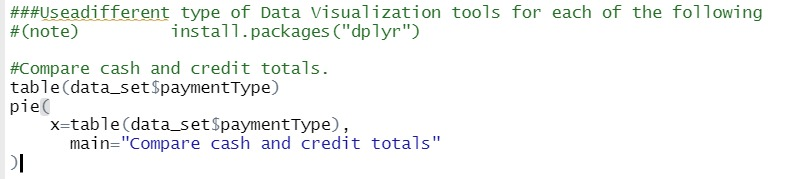 ###Useadifferent type of Data Visualization tools for each of the following
#(note)         install.packages("dplyr")
#Compare cash and credit totals.
table(data_set$paymentType)
pie(
    x=table(data_set$paymentType),
      main="Compare cash and credit totals"
)